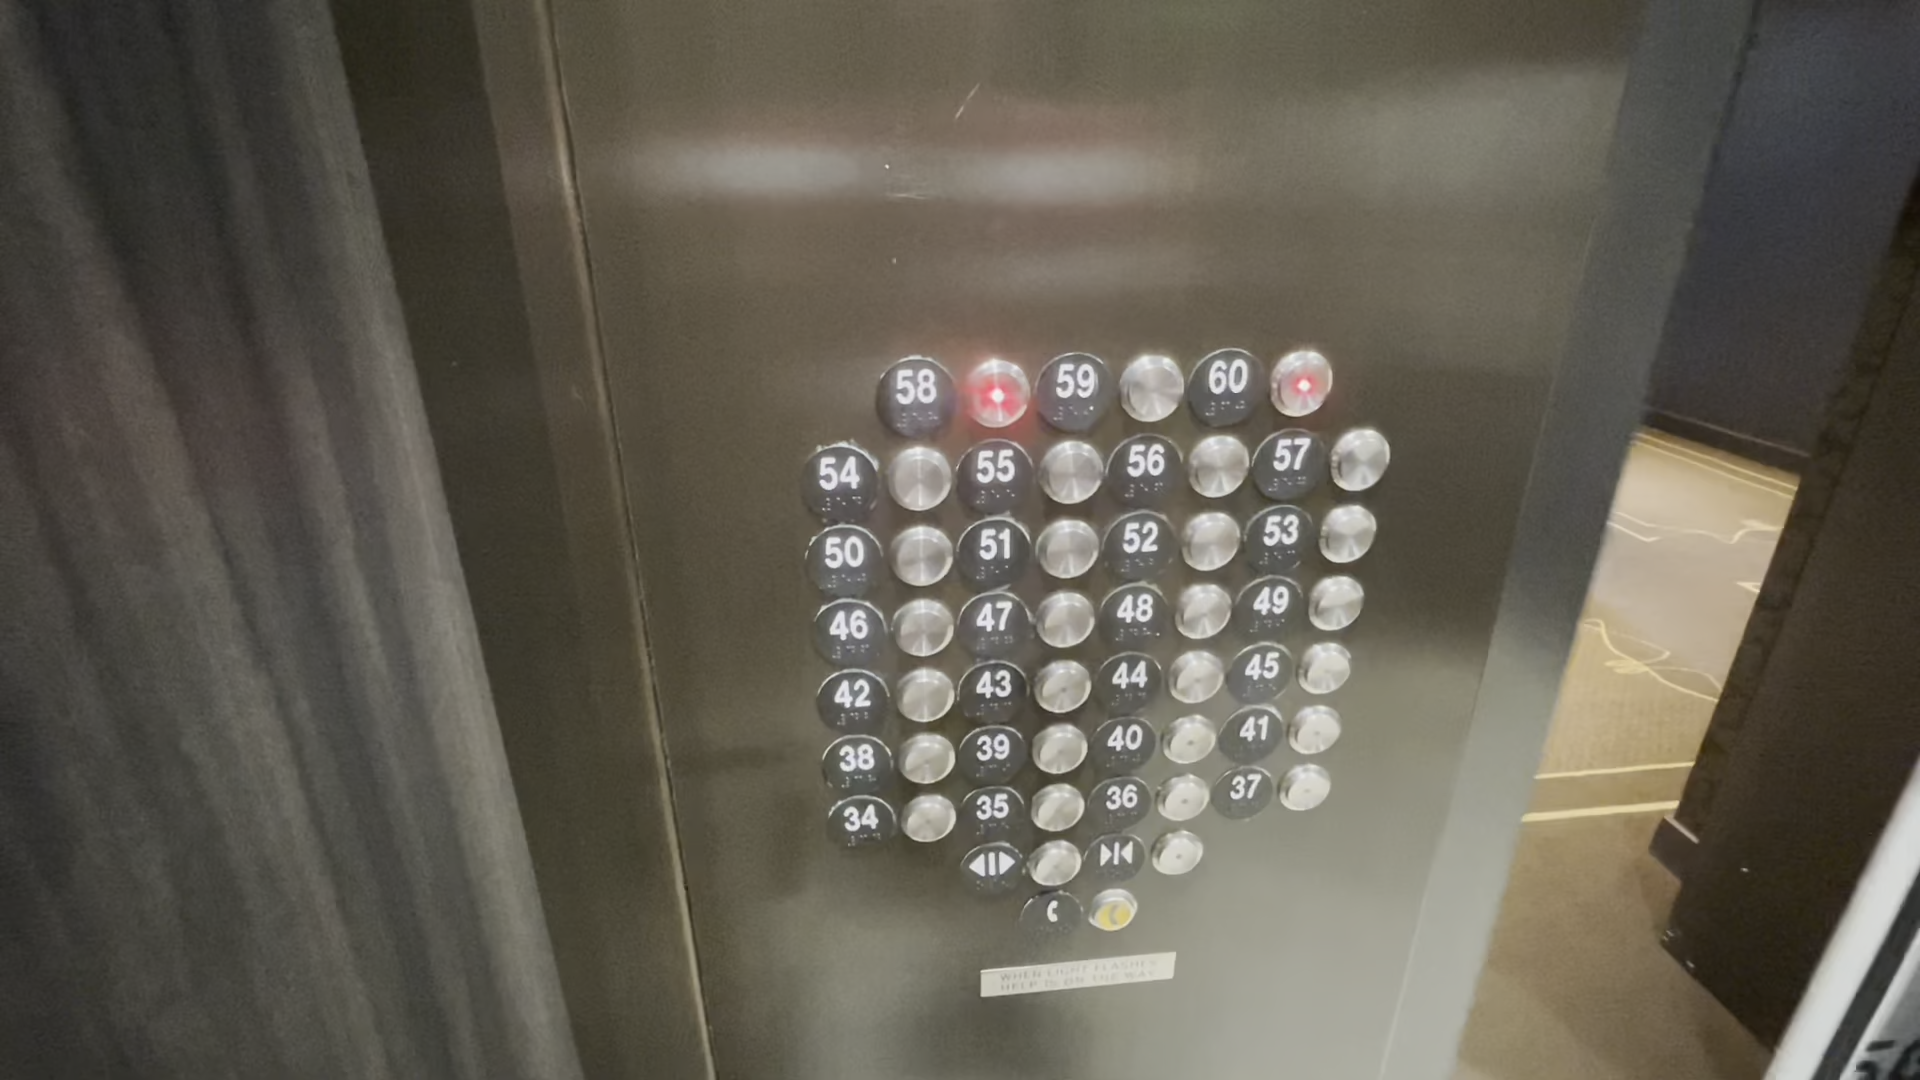 58 59 60
54 55 56 57
50 51 52 53
46 47 48 49
42 43 44 45
38 39 40 41
34 35 36 37
WHEN LIGHT FLASHES
HELP IS ON THE WAY